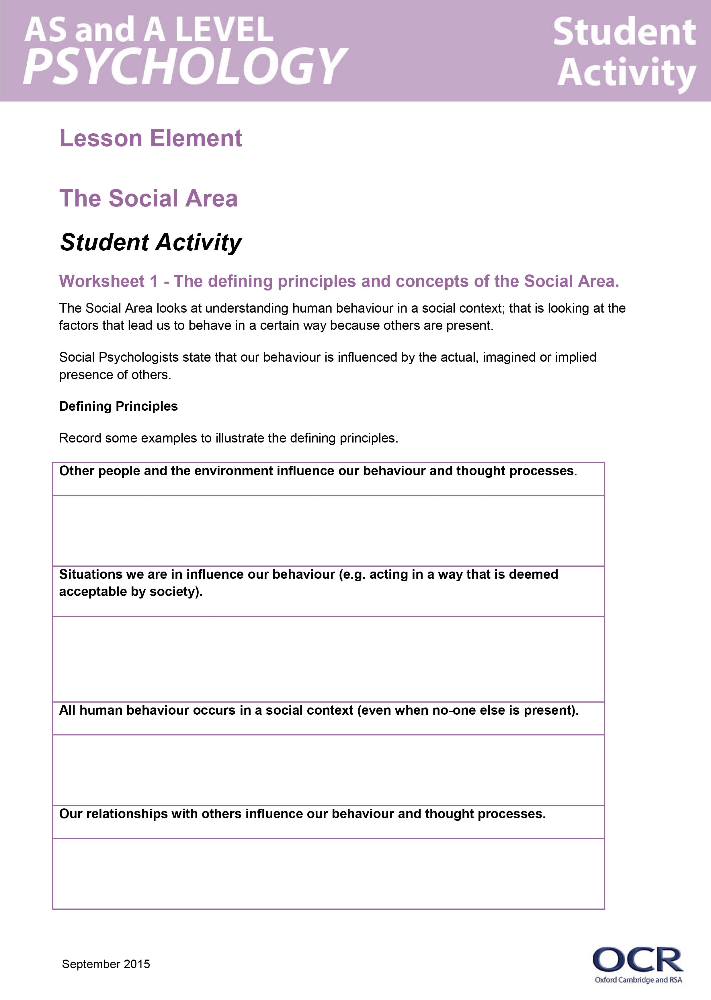 AS and A LEVEL
PSYCHOLOGY
Student
Activity
Lesson Element
The Social Area
Student Activity
Worksheet 1 - The defining principles and concepts of the Social Area.
The Social Area looks at understanding human behaviour in a social context; that is looking at the
factors that lead us to behave in a certain way because others are present.
Social Psychologists state that our behaviour is influenced by the actual, imagined or implied
presence of others.
Defining Principles
Record some examples to illustrate the defining principles.
Other people and the environment influence our behaviour and thought processes.
Situations we are in influence our behaviour (e.g. acting in a way that is deemed
acceptable by society).
All human behaviour occurs in a social context (even when no-one else is present).
Our relationships with others influence our behaviour and thought processes.
September 2015
OCR
Oxford Cambridge and RSA